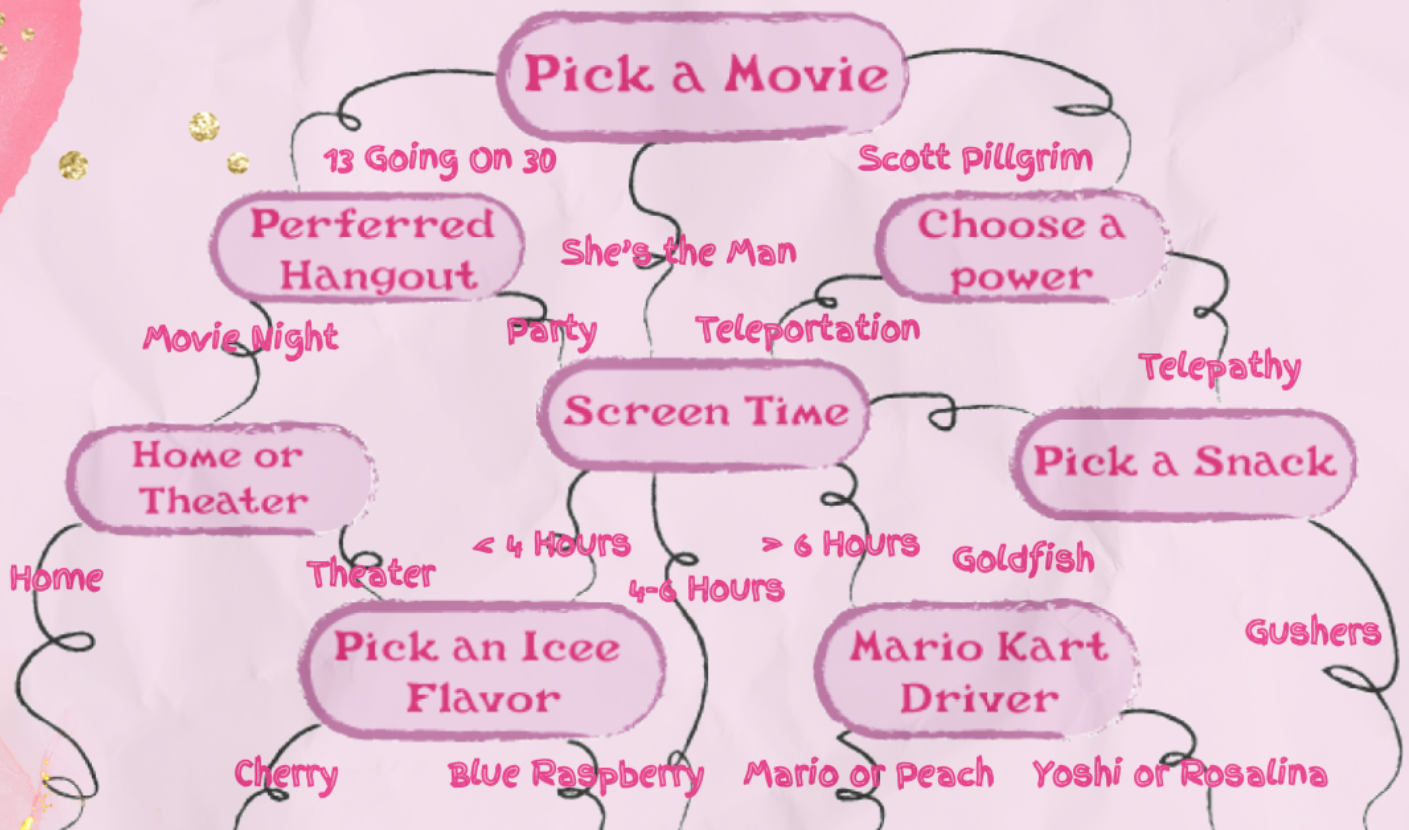 Pick a Movie
13 Going On 30
Scott Pillgrim
Perferred
Hangout
Choose a
power
She's the Man
Movie Night
Party
Teleportation
Telepathy
Screen Time
Home or
Theater
Pick a Snack
Home
Theater
< 4 Hours
4-6 Hours
> 6 Hours
Goldfish
Gushers
Pick an Icee
Flavor
Mario Kart
Driver
Cherry
Blue Raspberry
Mario or Peach
Yoshi or Rosalina